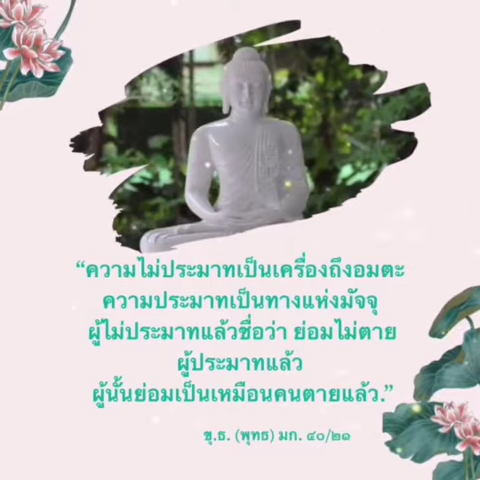 “ความไม่ประมาทเป็นเครื่องถึงอมตะ
ความประมาทเป็นทางแห่งมัจจุ
ผู้ไม่ประมาทแล้วชื่อว่า ย่อมไม่ตาย
ผู้ประมาทแล้ว
ผู้นั้นย่อมเป็นเหมือนคนตายแล้ว.”
ขุ.ธ. (พุทธ) มก. ๔๐/๒๑